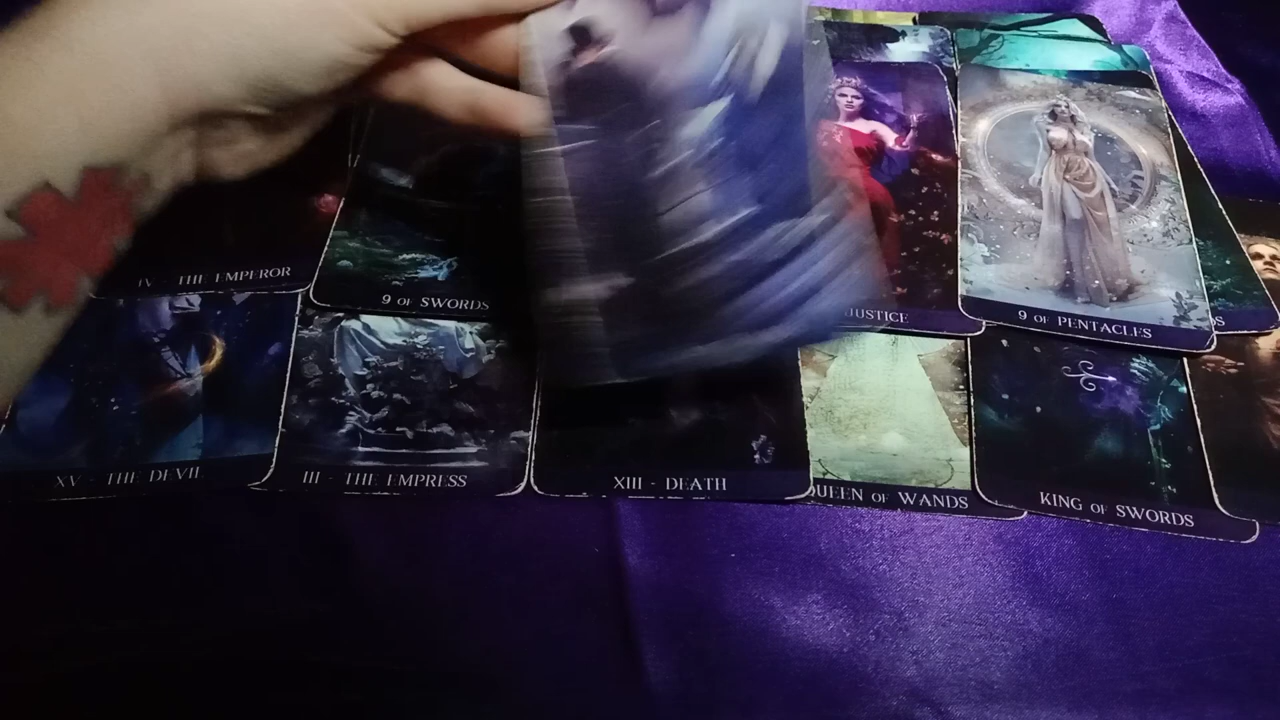 IV - THE EMPEROR
9 OF SWORDS
JUSTICE
9 OF PENTACLES
XV - THE DEVIL
III - THE EMPRESS
XIII - DEATH
QUEEN OF WANDS
KING OF SWORDS